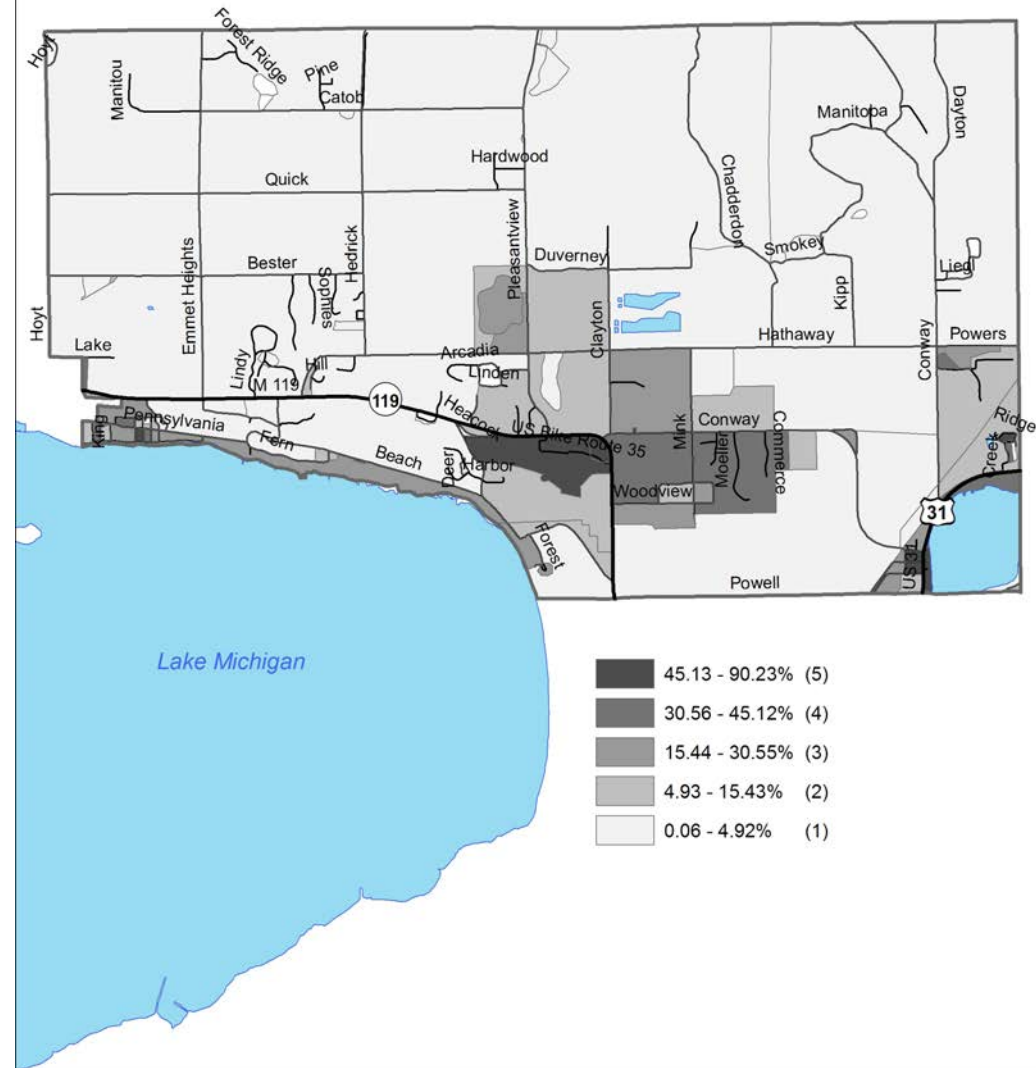 Hoyt
Forest Ridge
Manitou
Pine
Catob
Manitoba
Dayton
Hardwood
Quick
Chadderdon
Pleasantview
Emmet Heights
Hedrick
Smokey
Duverney
Bester
Sophies
Liegl
Kipp
Hoyt
Clayton
Hathaway
Conway
Powers
Lake
Arcadia
Lindy
Hill
Linden
M 119
119
Heacock
Pennsylvania
King
US Bike Route 35
Mink
Conway
Commerce
Ridge
Fern
Beach
Deer
Harbor
Moeller
Creek
Woodview
31
Forest
US 31
Powell
Lake Michigan
45.13 - 90.23% (5)
30.56 - 45.12% (4)
15.44 - 30.55% (3)
4.93 - 15.43% (2)
0.06 - 4.92% (1)